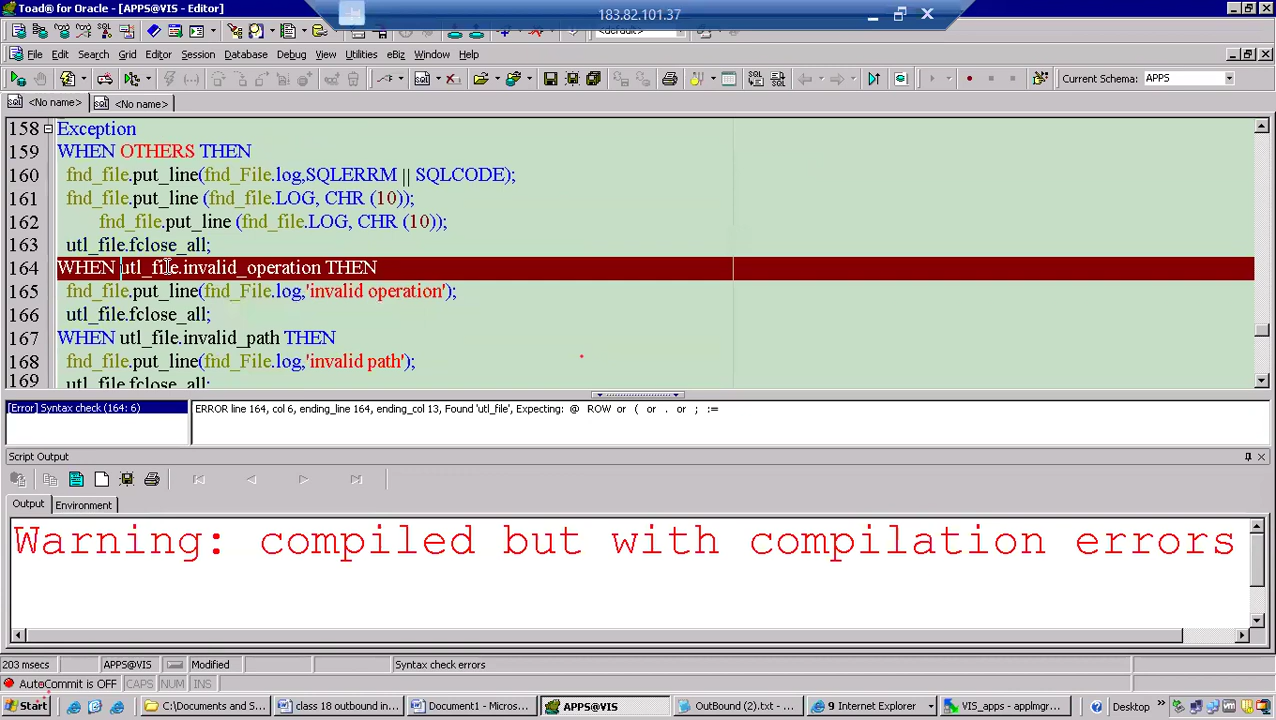 Toad® for Oracle - [APPS@VIS - Editor]
183.82.101.37
<default>
File Edit Search Grid Editor Session Database Debug View Utilities eBiz Window Help
SQL SQL Current Schema: APPS
sql <No name> sql <No name>
158 Exception
159 WHEN OTHERS THEN
160 fnd_file.put_line(fnd_File.log,SQLERRM || SQLCODE);
161 fnd_file.put_line (fnd_file.LOG, CHR (10));
162 fnd_file.put_line (fnd_file.LOG, CHR (10));
163 utl_file.fclose_all;
164 WHEN utl_file.invalid_operation THEN
165 fnd_file.put_line(fnd_File.log,'invalid operation');
166 utl_file.fclose_all;
167 WHEN utl_file.invalid_path THEN
168 fnd_file.put_line(fnd_File.log,'invalid path');
169 utl_file.fclose_all;
[Error] Syntax check (164: 6) ERROR line 164, col 6, ending_line 164, ending_col 13, Found 'utl_file', Expecting: @ ROW or ( or . or ; :=
Script Output
Output Environment
Warning: compiled but with compilation errors
203 msecs APPS@VIS Modified Syntax check errors
AutoCommit is OFF CAPS NUM INS
Start C:\Documents and S... class 18 outbound in... Document1 - Microso... APPS@VIS OutBound (2).txt - ... 9 Internet Explorer VIS_apps - applmgr... Desktop